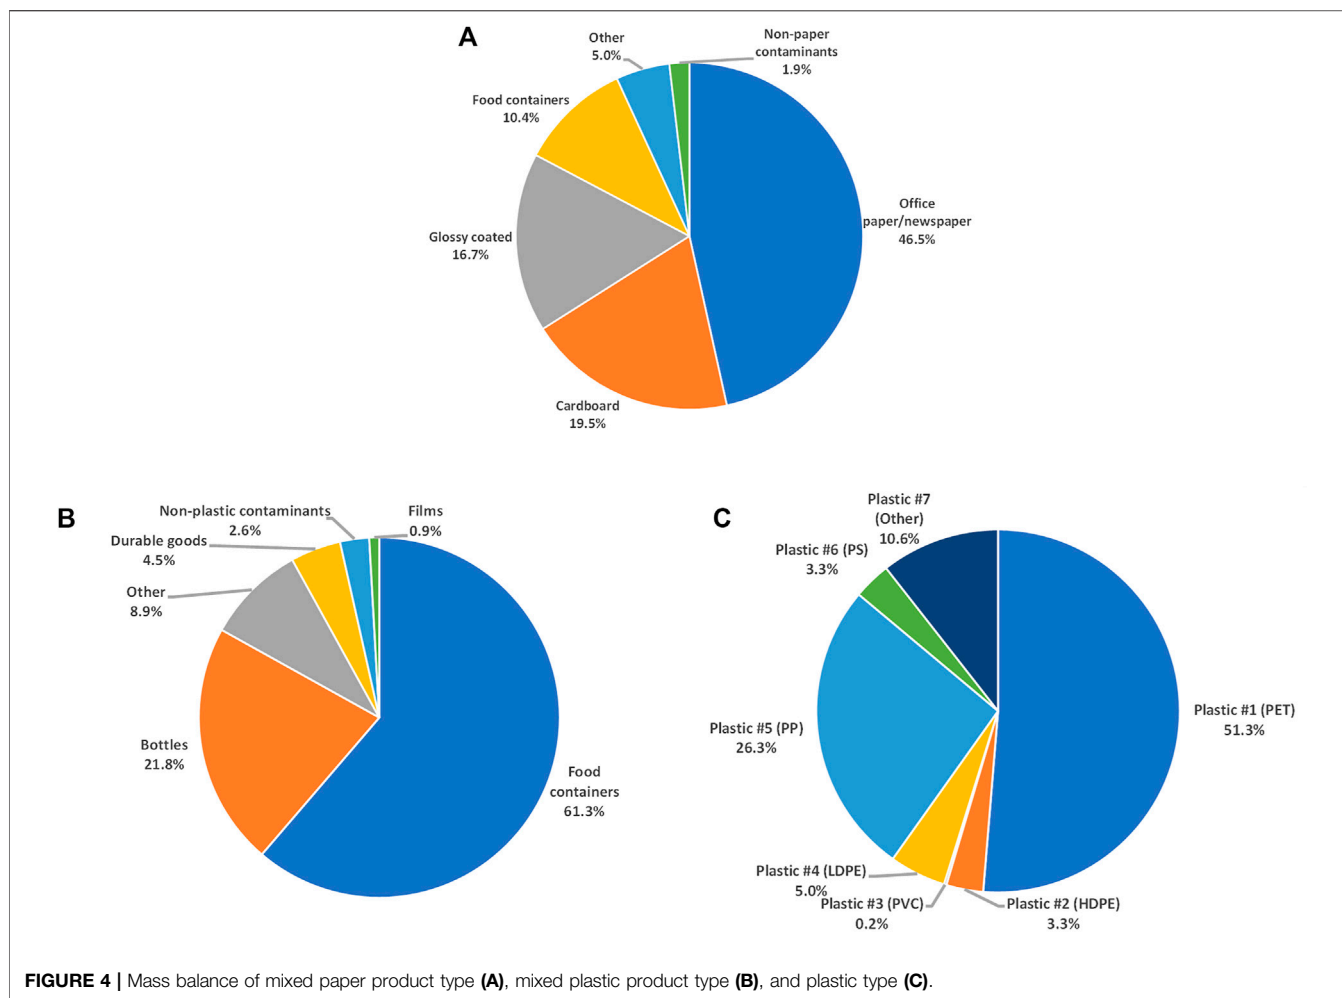 A
Non-paper
contaminants
1.9%
Other
5.0%
Food containers
10.4%
Glossy coated
16.7%
Office
paper/newspaper
46.5%
Cardboard
19.5%
B
Non-plastic contaminants
2.6%
Films
0.9%
Durable goods
4.5%
Other
8.9%
Bottles
21.8%
Food
containers
61.3%
C
Plastic #7
(Other)
10.6%
Plastic #6 (PS)
3.3%
Plastic #5 (PP)
26.3%
Plastic #1 (PET)
51.3%
Plastic #4 (LDPE)
5.0%
Plastic #3 (PVC)
0.2%
Plastic #2 (HDPE)
3.3%
FIGURE 4 | Mass balance of mixed paper product type (A), mixed plastic product type (B), and plastic type (C).